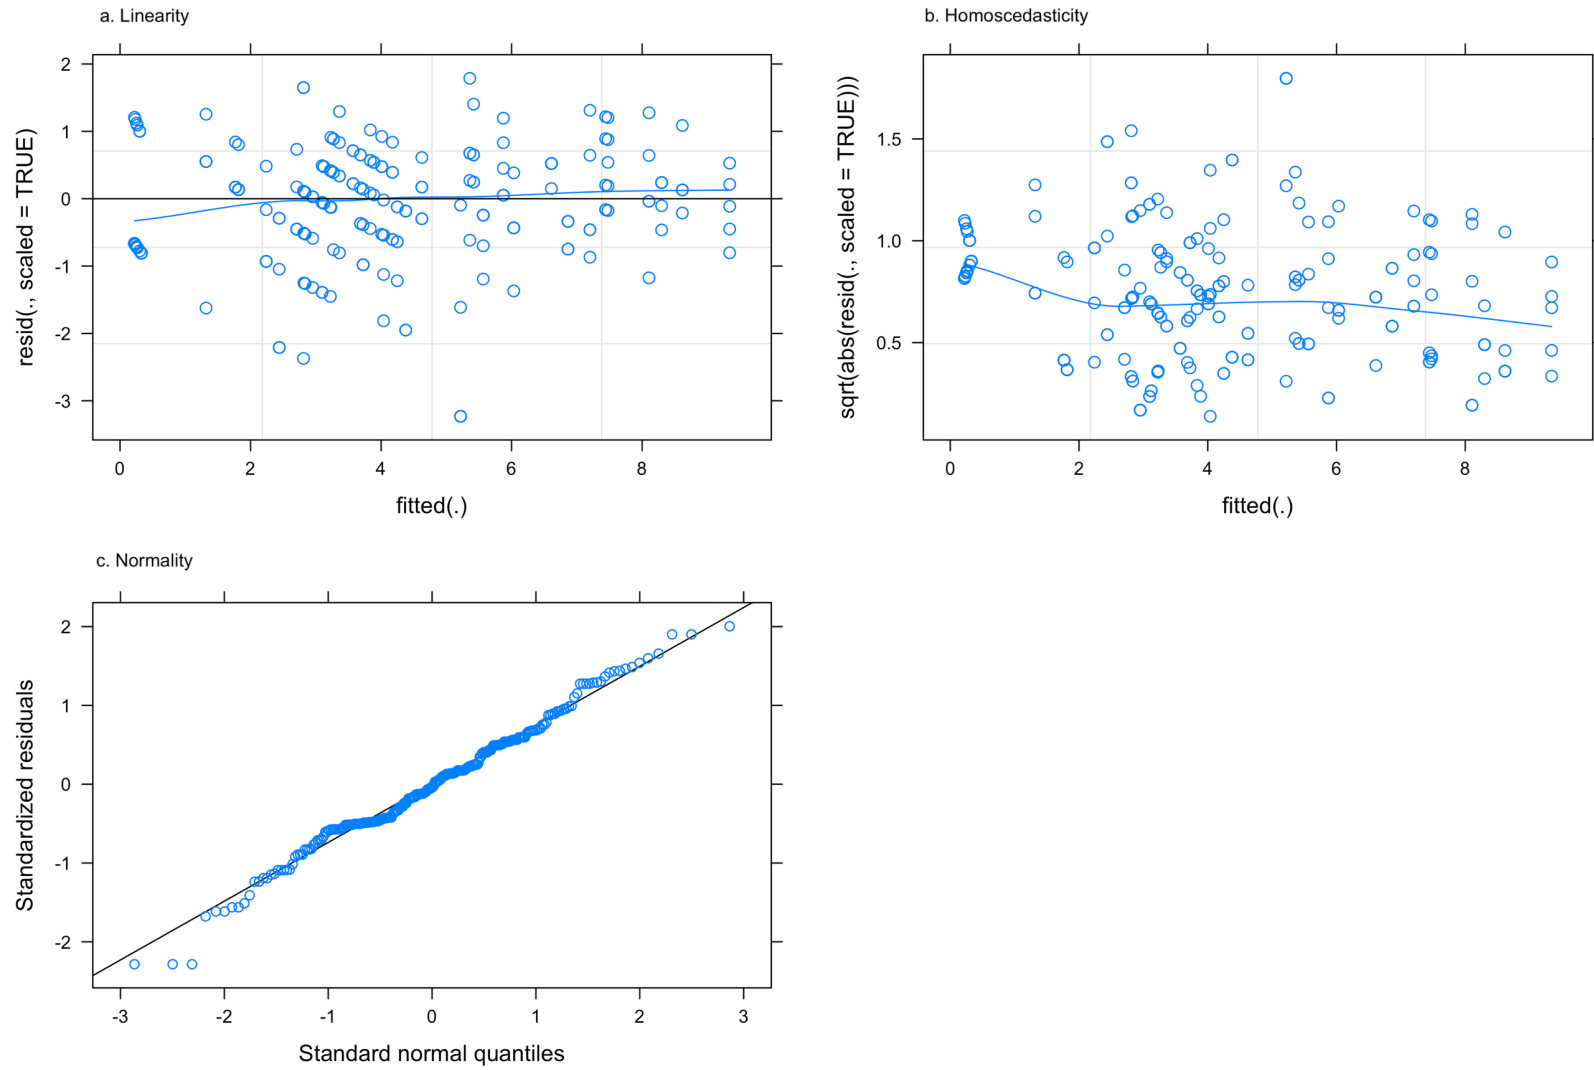 a. Linearity
resid(., scaled = TRUE)
2
1
0
-1
-2
-3
0 2 4 6 8
fitted(.)
b. Homoscedasticity
sqrt(abs(resid(., scaled = TRUE)))
1.5
1.0
0.5
0 2 4 6 8
fitted(.)
c. Normality
Standardized residuals
2
1
0
-1
-2
-3 -2 -1 0 1 2 3
Standard normal quantiles